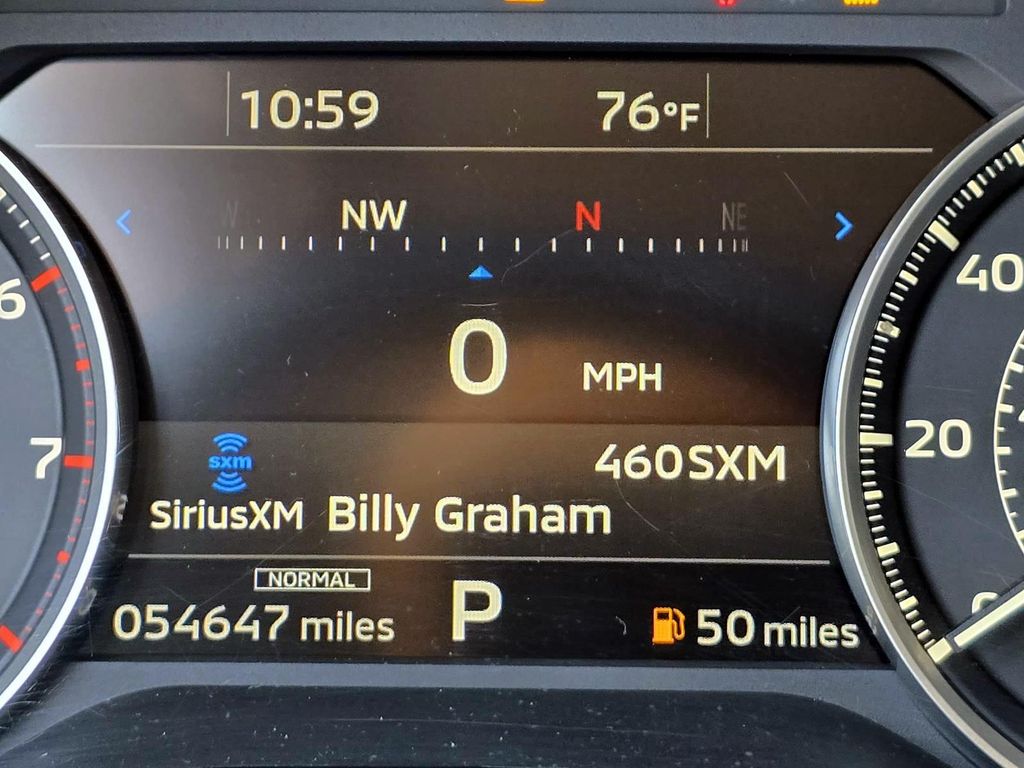 10:59 76°F
W NW N NE
0 MPH
6
7
40
20
0
sxm 460SXM
SiriusXM Billy Graham
NORMAL
054647 miles P 50 miles